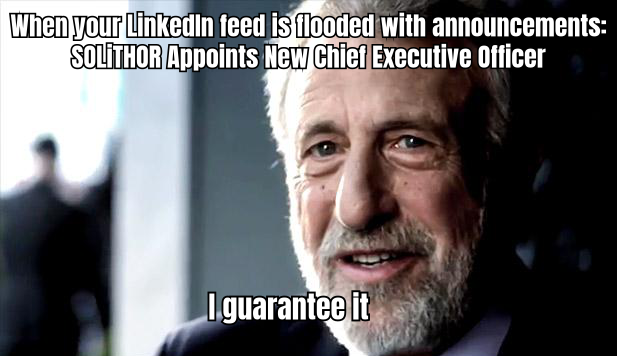 When your LinkedIn feed is flooded with announcements:
SOLiTHOR Appoints New Chief Executive Officer
I guarantee it